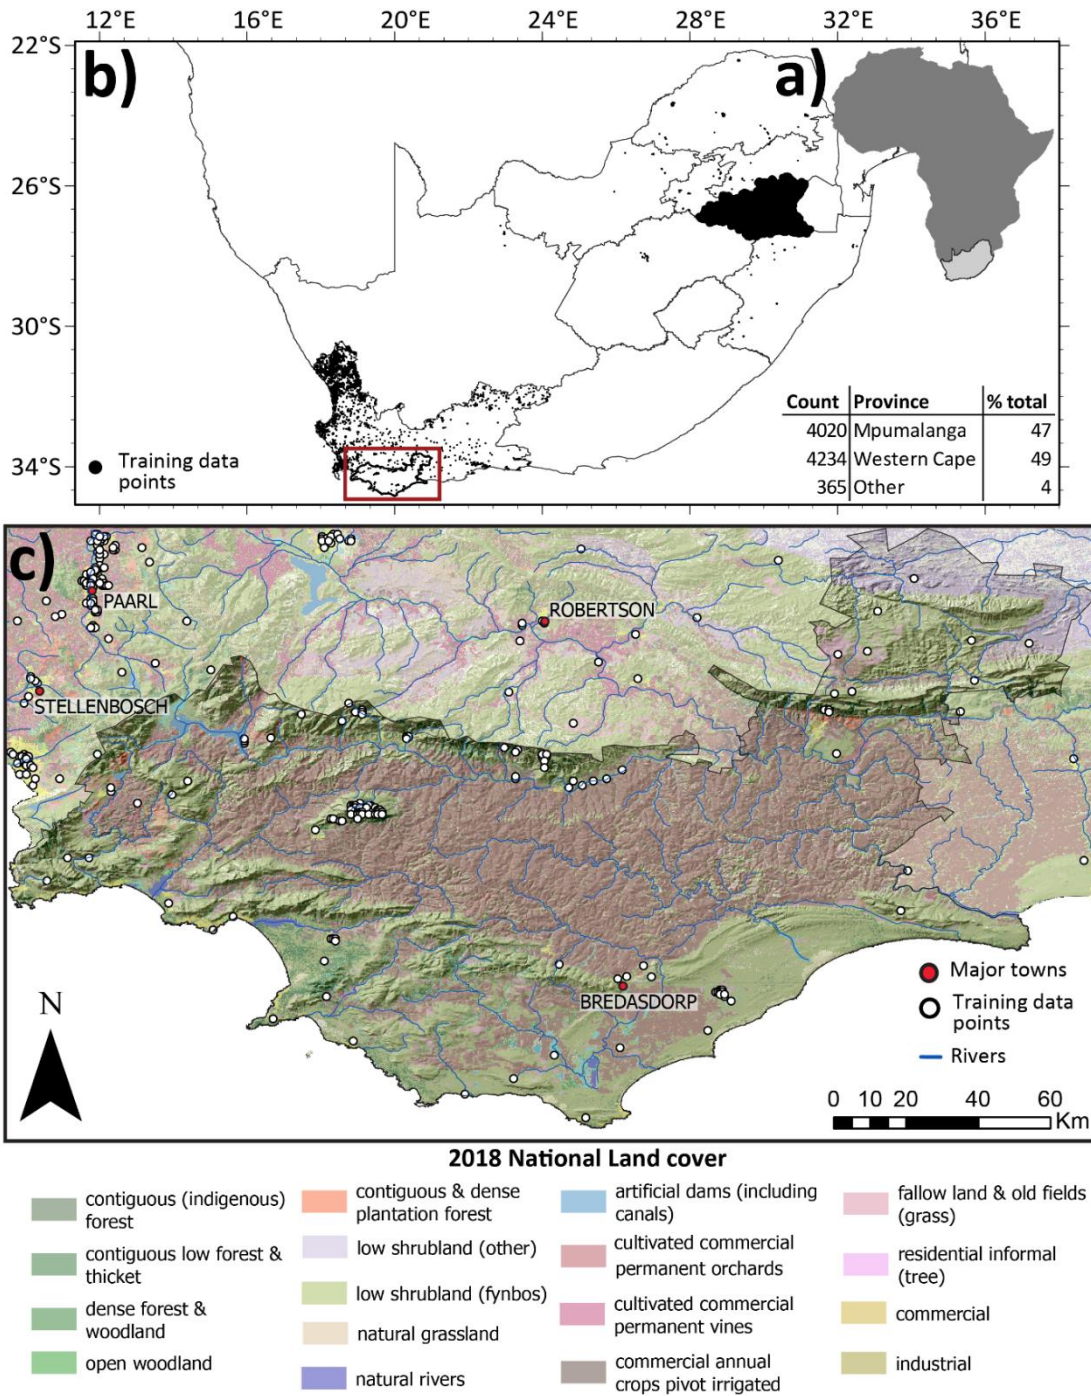 12°E 16°E 20°E 24°E 28°E 32°E 36°E
22°S
b)
a)
26°S
30°S
34°S
Training data
points
Count Province % total
4020 Mpumalanga 47
4234 Western Cape 49
365 Other 4
c)
PAARL
ROBERTSON
STELLENBOSCH
BREDASDORP
N
Major towns
Training data
points
Rivers
0 10 20 40 60
Km
2018 National Land cover
contiguous (indigenous)
forest
contiguous low forest &
thicket
dense forest &
woodland
open woodland
contiguous & dense
plantation forest
low shrubland (other)
low shrubland (fynbos)
natural grassland
natural rivers
artificial dams (including
canals)
cultivated commercial
permanent orchards
cultivated commercial
permanent vines
commercial annual
crops pivot irrigated
fallow land & old fields
(grass)
residential informal
(tree)
commercial
industrial